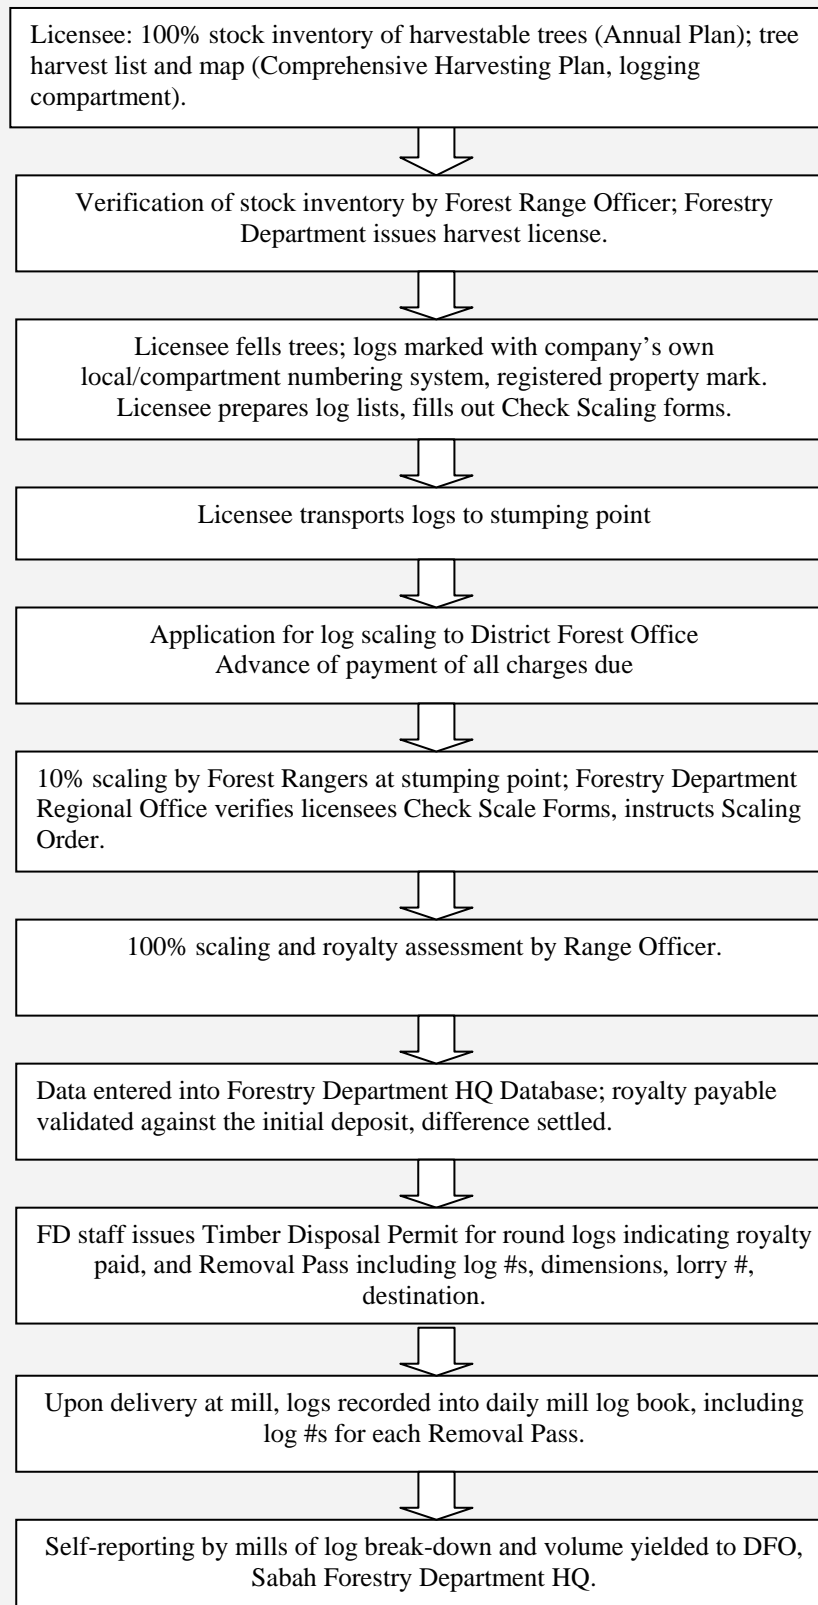 Licensee: 100% stock inventory of harvestable trees (Annual Plan); tree
harvest list and map (Comprehensive Harvesting Plan, logging
compartment).
Verification of stock inventory by Forest Range Officer; Forestry
Department issues harvest license.
Licensee fells trees; logs marked with company’s own
local/compartment numbering system, registered property mark.
Licensee prepares log lists, fills out Check Scaling forms.
Licensee transports logs to stumping point
Application for log scaling to District Forest Office
Advance of payment of all charges due
10% scaling by Forest Rangers at stumping point; Forestry Department
Regional Office verifies licensees Check Scale Forms, instructs Scaling
Order.
100% scaling and royalty assessment by Range Officer.
Data entered into Forestry Department HQ Database; royalty payable
validated against the initial deposit, difference settled.
FD staff issues Timber Disposal Permit for round logs indicating royalty
paid, and Removal Pass including log #s, dimensions, lorry #,
destination.
Upon delivery at mill, logs recorded into daily mill log book, including
log #s for each Removal Pass.
Self-reporting by mills of log break-down and volume yielded to DFO,
Sabah Forestry Department HQ.